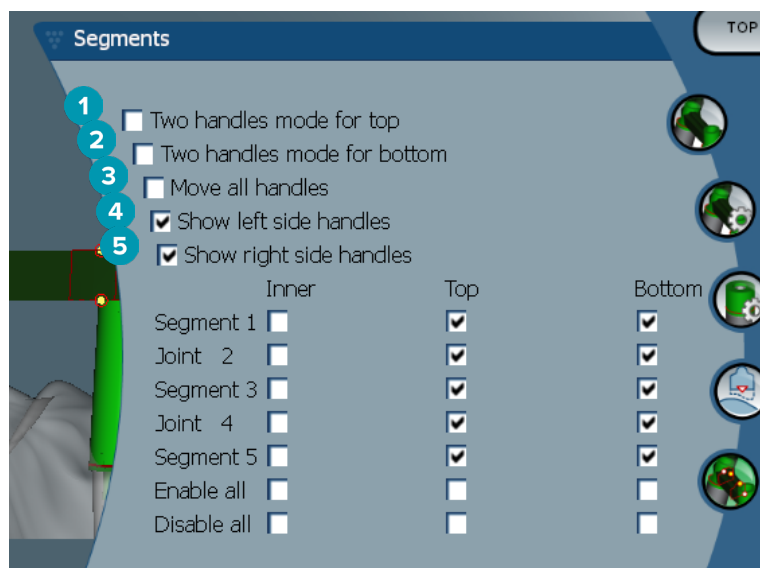 Segments
TOP
1 Two handles mode for top
2 Two handles mode for bottom
3 Move all handles
4 Show left side handles
5 Show right side handles
Inner Top Bottom
Segment 1
Joint 2
Segment 3
Joint 4
Segment 5
Enable all
Disable all